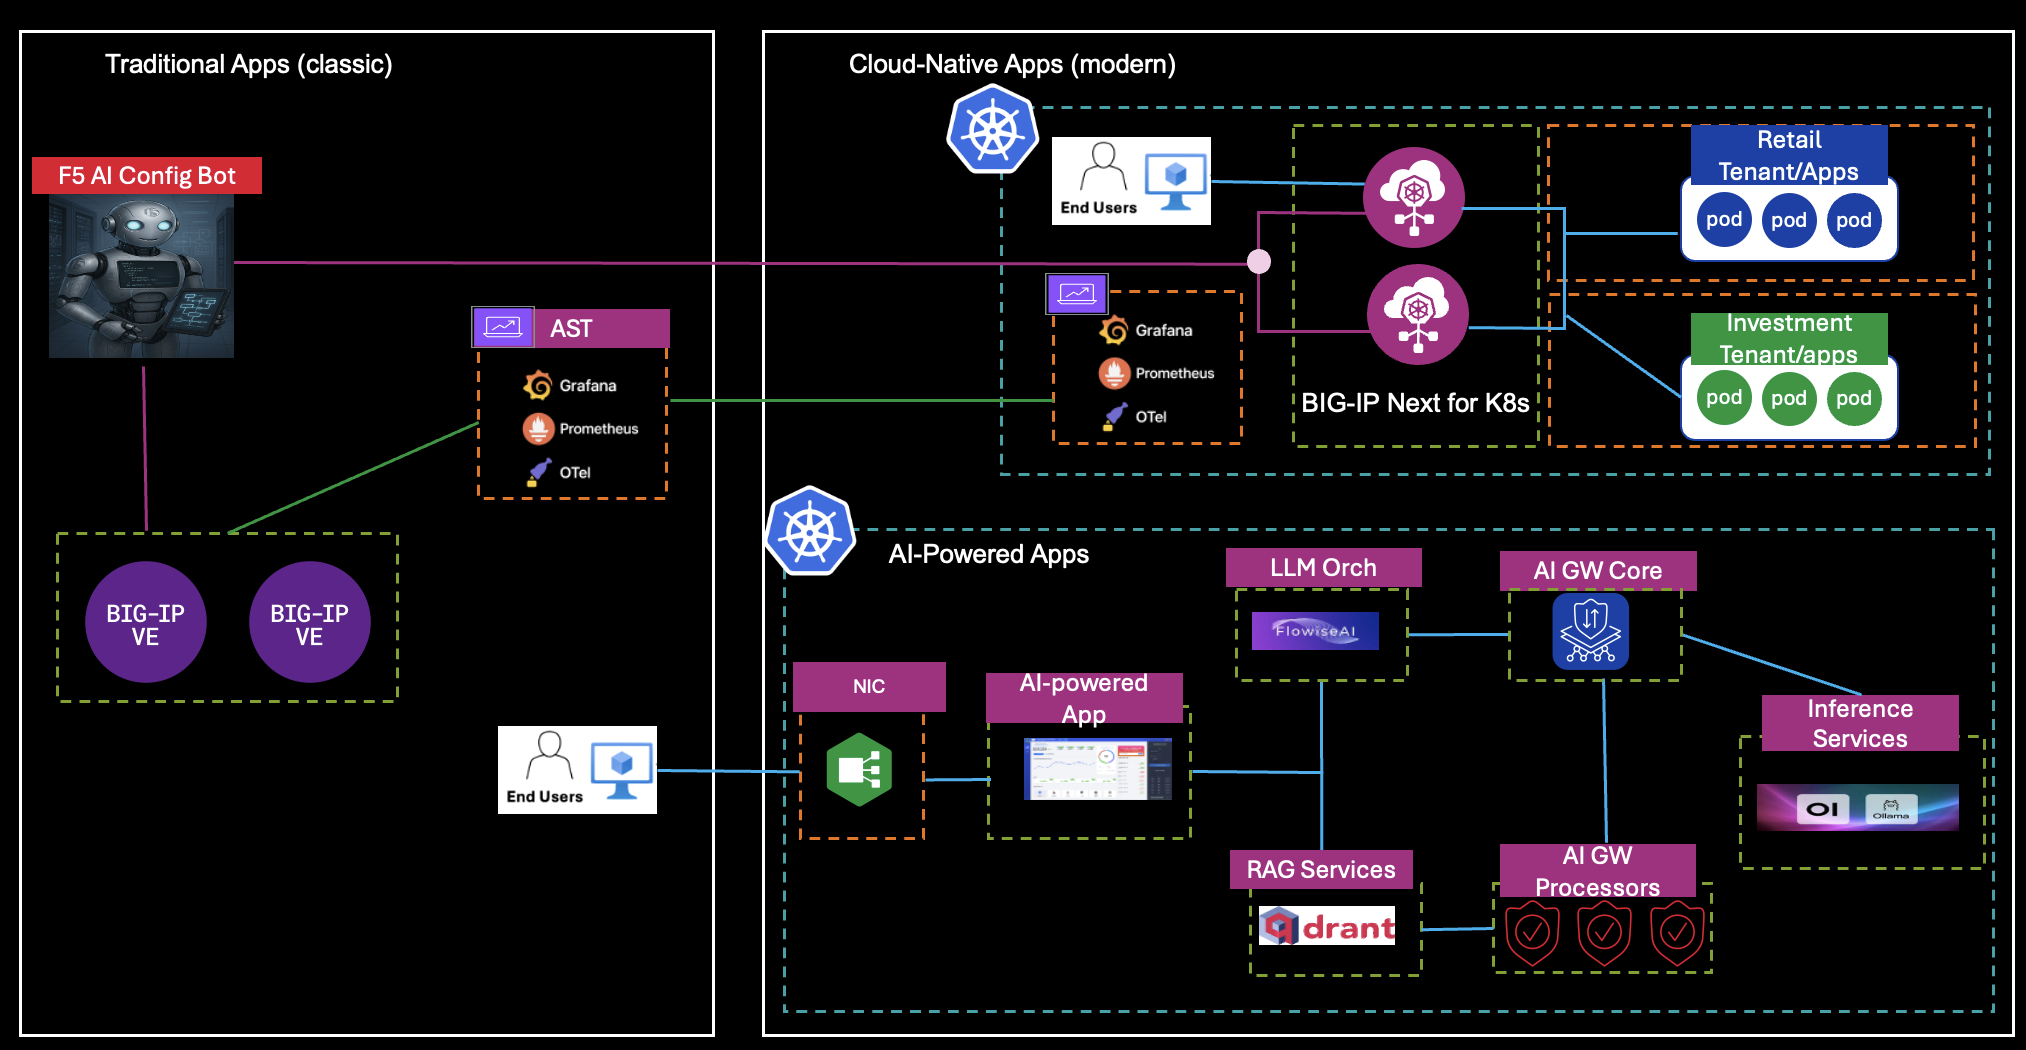 Traditional Apps (classic)
F5 AI Config Bot
AST
Grafana
Prometheus
OTel
BIG-IP
VE
BIG-IP
VE
End Users
Cloud-Native Apps (modern)
End Users
Grafana
Prometheus
OTel
BIG-IP Next for K8s
Retail
Tenant/Apps
pod pod pod
Investment
Tenant/apps
pod pod pod
AI-Powered Apps
NIC
AI-powered
App
LLM Orch
FlowiseAI
AI GW Core
Inference
Services
OI
Ollama
RAG Services
qdrant
AI GW
Processors